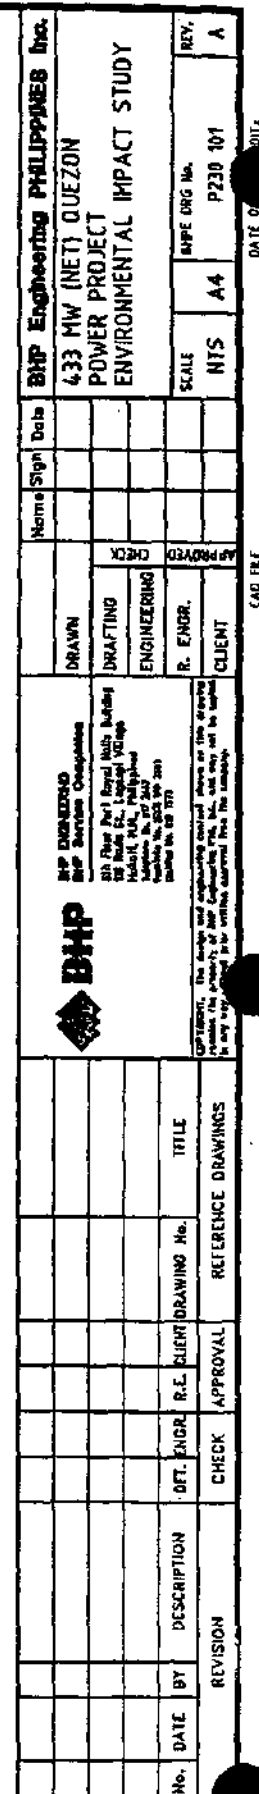 BHP Engineering PHILIPPINES Inc.
433 MW (NET) QUEZON
POWER PROJECT
ENVIRONMENTAL IMPACT STUDY
SCALE
NTS
A4
BHPE DRG No.
P230 101
REV.
A
Name Sign Date
DRAWN
DRAFTING
ENGINEERING
CHECK
R. ENGR.
CLIENT
APPROVED
BHP
BHP ENGINEERING
BHP Service Companies
CAD FILE
No. DATE BY DESCRIPTION DFT. ENGR. R.E. CLIENT DRAWING No. TITLE
REVISION CHECK APPROVAL REFERENCE DRAWINGS